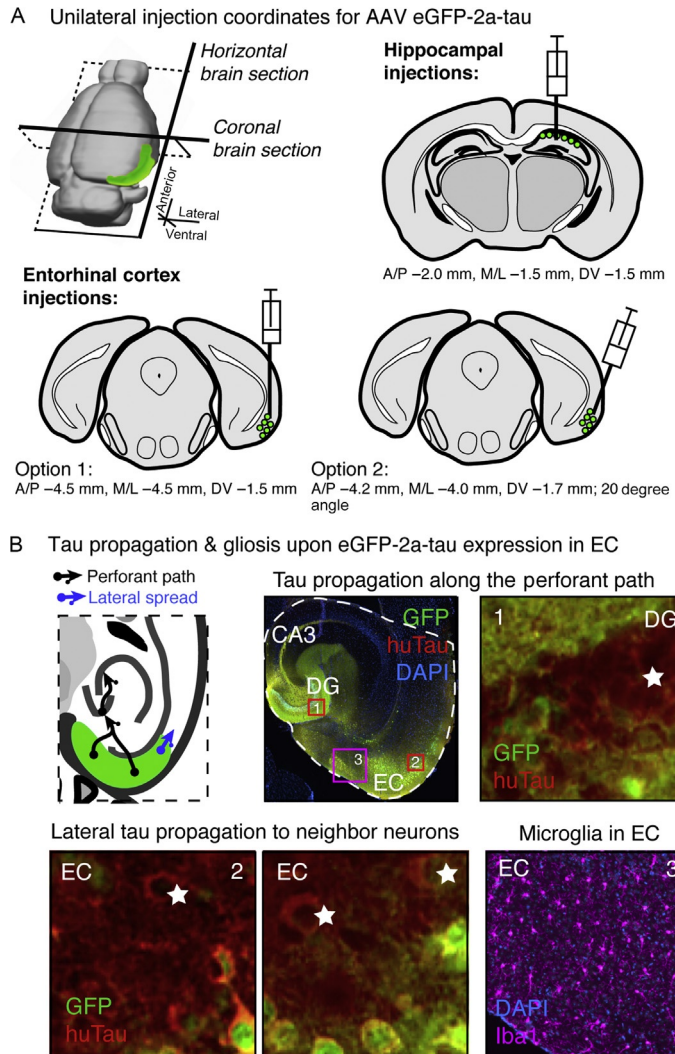 A Unilateral injection coordinates for AAV eGFP-2a-tau
Horizontal
brain section
Coronal
brain section
Anterior
Lateral
Ventral
Hippocampal
injections:
A/P –2.0 mm, M/L –1.5 mm, DV –1.5 mm
Entorhinal cortex
injections:
Option 1:
A/P –4.5 mm, M/L –4.5 mm, DV –1.5 mm
Option 2:
A/P –4.2 mm, M/L –4.0 mm, DV –1.7 mm; 20 degree
angle
B Tau propagation & gliosis upon eGFP-2a-tau expression in EC
Perforant path
Lateral spread
Tau propagation along the perforant path
CA3
GFP
huTau
DAPI
DG
1
3
2
EC
1
DG
GFP
huTau
Lateral tau propagation to neighbor neurons
EC
2
GFP
huTau
EC
Microglia in EC
EC
3
DAPI
Iba1